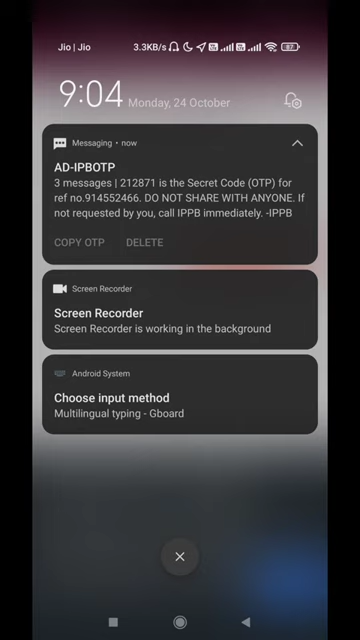 Jio | Jio 3.3KB/s 87
9:04 Monday, 24 October
Messaging • now
AD-IPBOTP
3 messages | 212871 is the Secret Code (OTP) for
ref no.914552466. DO NOT SHARE WITH ANYONE. If
not requested by you, call IPPB immediately. -IPPB
COPY OTP DELETE
Screen Recorder
Screen Recorder
Screen Recorder is working in the background
Android System
Choose input method
Multilingual typing - Gboard